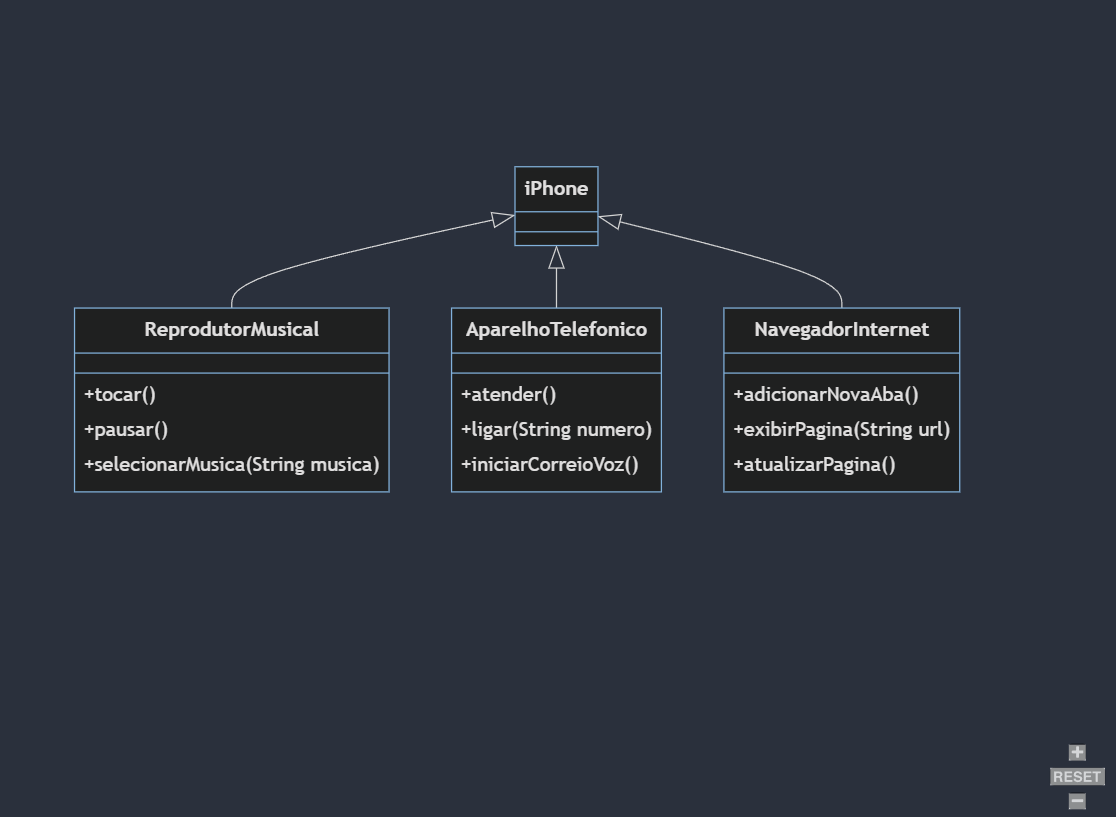 iPhone
ReprodutorMusical
+tocar()
+pausar()
+selecionarMusica(String musica)
AparelhoTelefonico
+atender()
+ligar(String numero)
+iniciarCorreioVoz()
NavegadorInternet
+adicionarNovaAba()
+exibirPagina(String url)
+atualizarPagina()
+
RESET
−